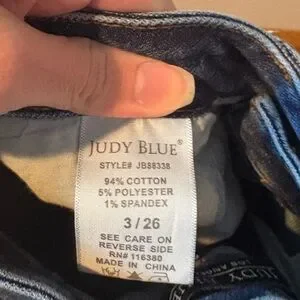 JUDY BLUE®
STYLE# JB88338
94% COTTON
5% POLYESTER
1% SPANDEX
3 / 26
SEE CARE ON
REVERSE SIDE
RN# 116380
MADE IN CHINA
JUDY